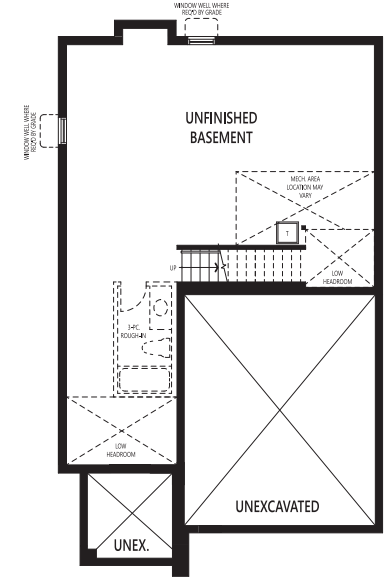 WINDOW WELL WHERE
REQ'D BY GRADE
WINDOW WELL WHERE
REQ'D BY GRADE
UNFINISHED
BASEMENT
MECH. AREA
LOCATION MAY
VARY
T
UP
LOW
HEADROOM
3-PC.
ROUGH-IN
LOW
HEADROOM
UNEXCAVATED
UNEX.